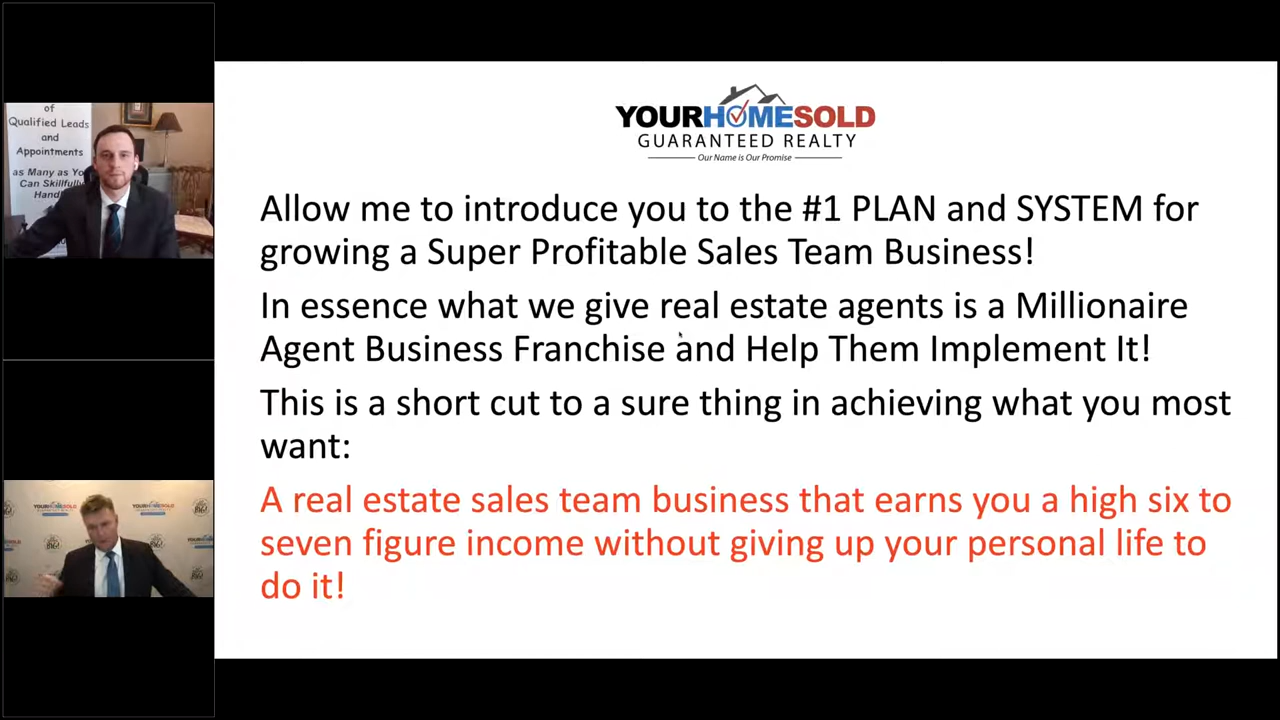 of
Qualified Leads
and
Appointments
as Many as Yo
Can Skillfully
Hand
YOURHOMESOLD
GUARANTEED REALTY
Our Name is Our Promise
Allow me to introduce you to the #1 PLAN and SYSTEM for
growing a Super Profitable Sales Team Business!
In essence what we give real estate agents is a Millionaire
Agent Business Franchise and Help Them Implement It!
This is a short cut to a sure thing in achieving what you most
want:
A real estate sales team business that earns you a high six to
seven figure income without giving up your personal life to
do it!
YOURHOMESOLD
YOURHOMESOLD